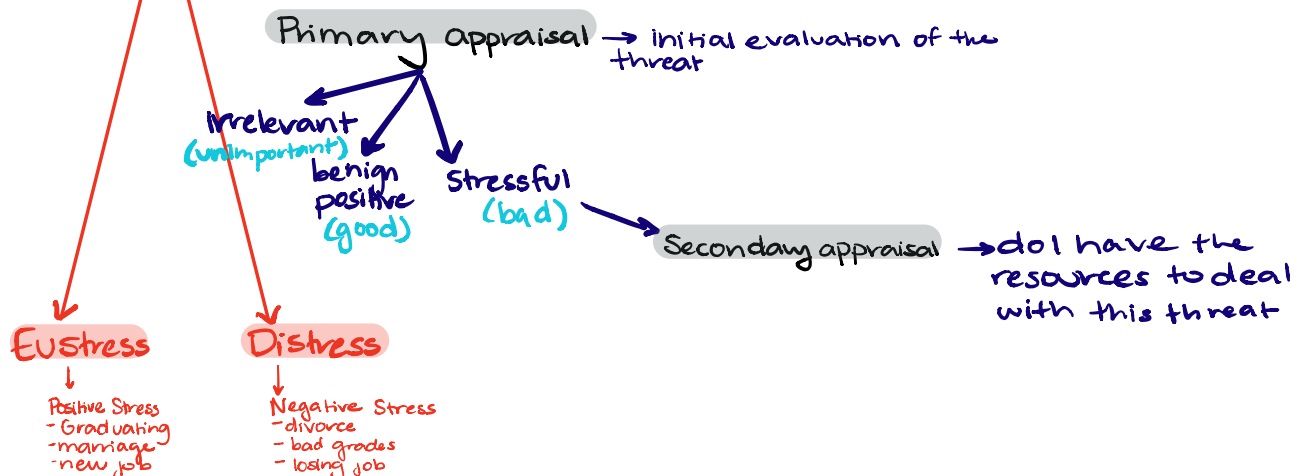 Primary appraisal → initial evaluation of the
threat
irrelevant
(unimportant)
benign
positive
(good)
stressful
(bad)
Secondary appraisal → do I have the
resources to deal
with this threat
Eustress
Positive Stress
- Graduating
- marriage
- new job
Distress
Negative Stress
- divorce
- bad grades
- losing job